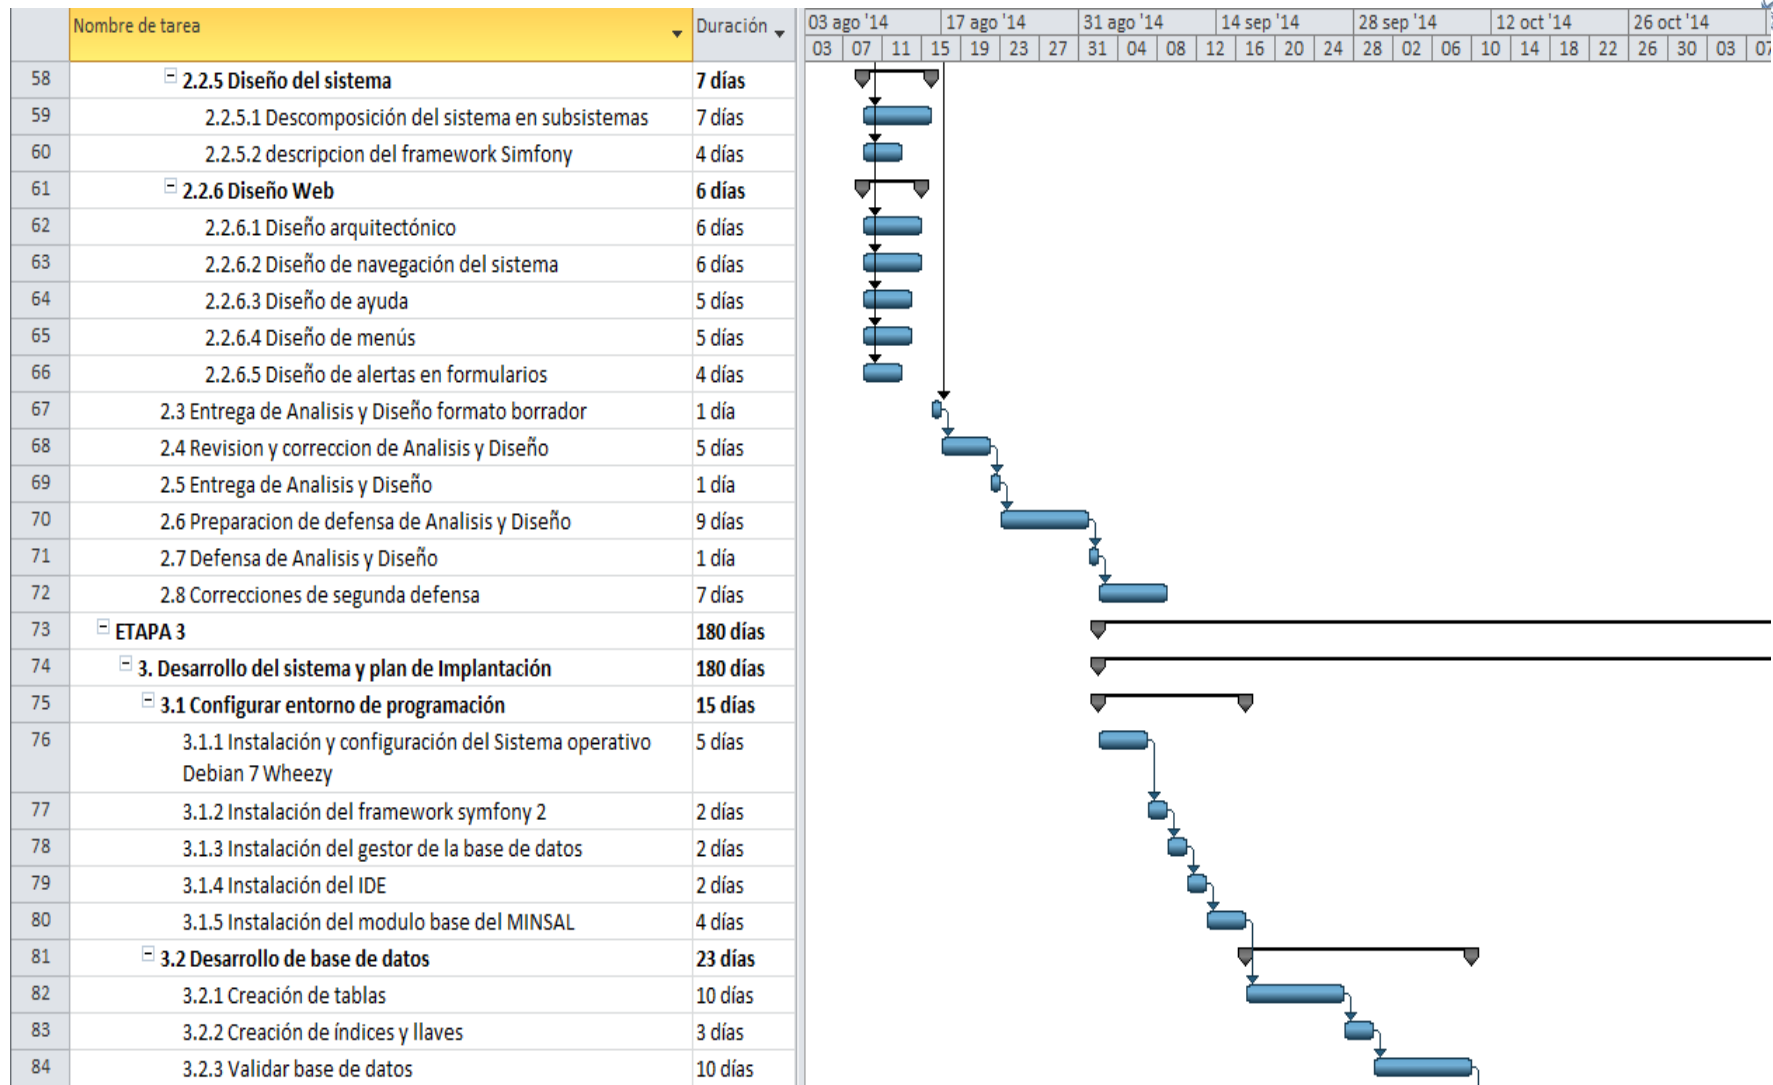 Nombre de tarea Duración 03 ago '14 17 ago '14 31 ago '14 14 sep '14 28 sep '14 12 oct '14 26 oct '14
03 07 11 15 19 23 27 31 04 08 12 16 20 24 28 02 06 10 14 18 22 26 30 03 07
58 2.2.5 Diseño del sistema 7 días
59 2.2.5.1 Descomposición del sistema en subsistemas 7 días
60 2.2.5.2 descripcion del framework Simfony 4 días
61 2.2.6 Diseño Web 6 días
62 2.2.6.1 Diseño arquitectónico 6 días
63 2.2.6.2 Diseño de navegación del sistema 6 días
64 2.2.6.3 Diseño de ayuda 5 días
65 2.2.6.4 Diseño de menús 5 días
66 2.2.6.5 Diseño de alertas en formularios 4 días
67 2.3 Entrega de Analisis y Diseño formato borrador 1 día
68 2.4 Revision y correccion de Analisis y Diseño 5 días
69 2.5 Entrega de Analisis y Diseño 1 día
70 2.6 Preparacion de defensa de Analisis y Diseño 9 días
71 2.7 Defensa de Analisis y Diseño 1 día
72 2.8 Correcciones de segunda defensa 7 días
73 ETAPA 3 180 días
74 3. Desarrollo del sistema y plan de Implantación 180 días
75 3.1 Configurar entorno de programación 15 días
76 3.1.1 Instalación y configuración del Sistema operativo 5 días
Debian 7 Wheezy
77 3.1.2 Instalación del framework symfony 2 2 días
78 3.1.3 Instalación del gestor de la base de datos 2 días
79 3.1.4 Instalación del IDE 2 días
80 3.1.5 Instalación del modulo base del MINSAL 4 días
81 3.2 Desarrollo de base de datos 23 días
82 3.2.1 Creación de tablas 10 días
83 3.2.2 Creación de índices y llaves 3 días
84 3.2.3 Validar base de datos 10 días